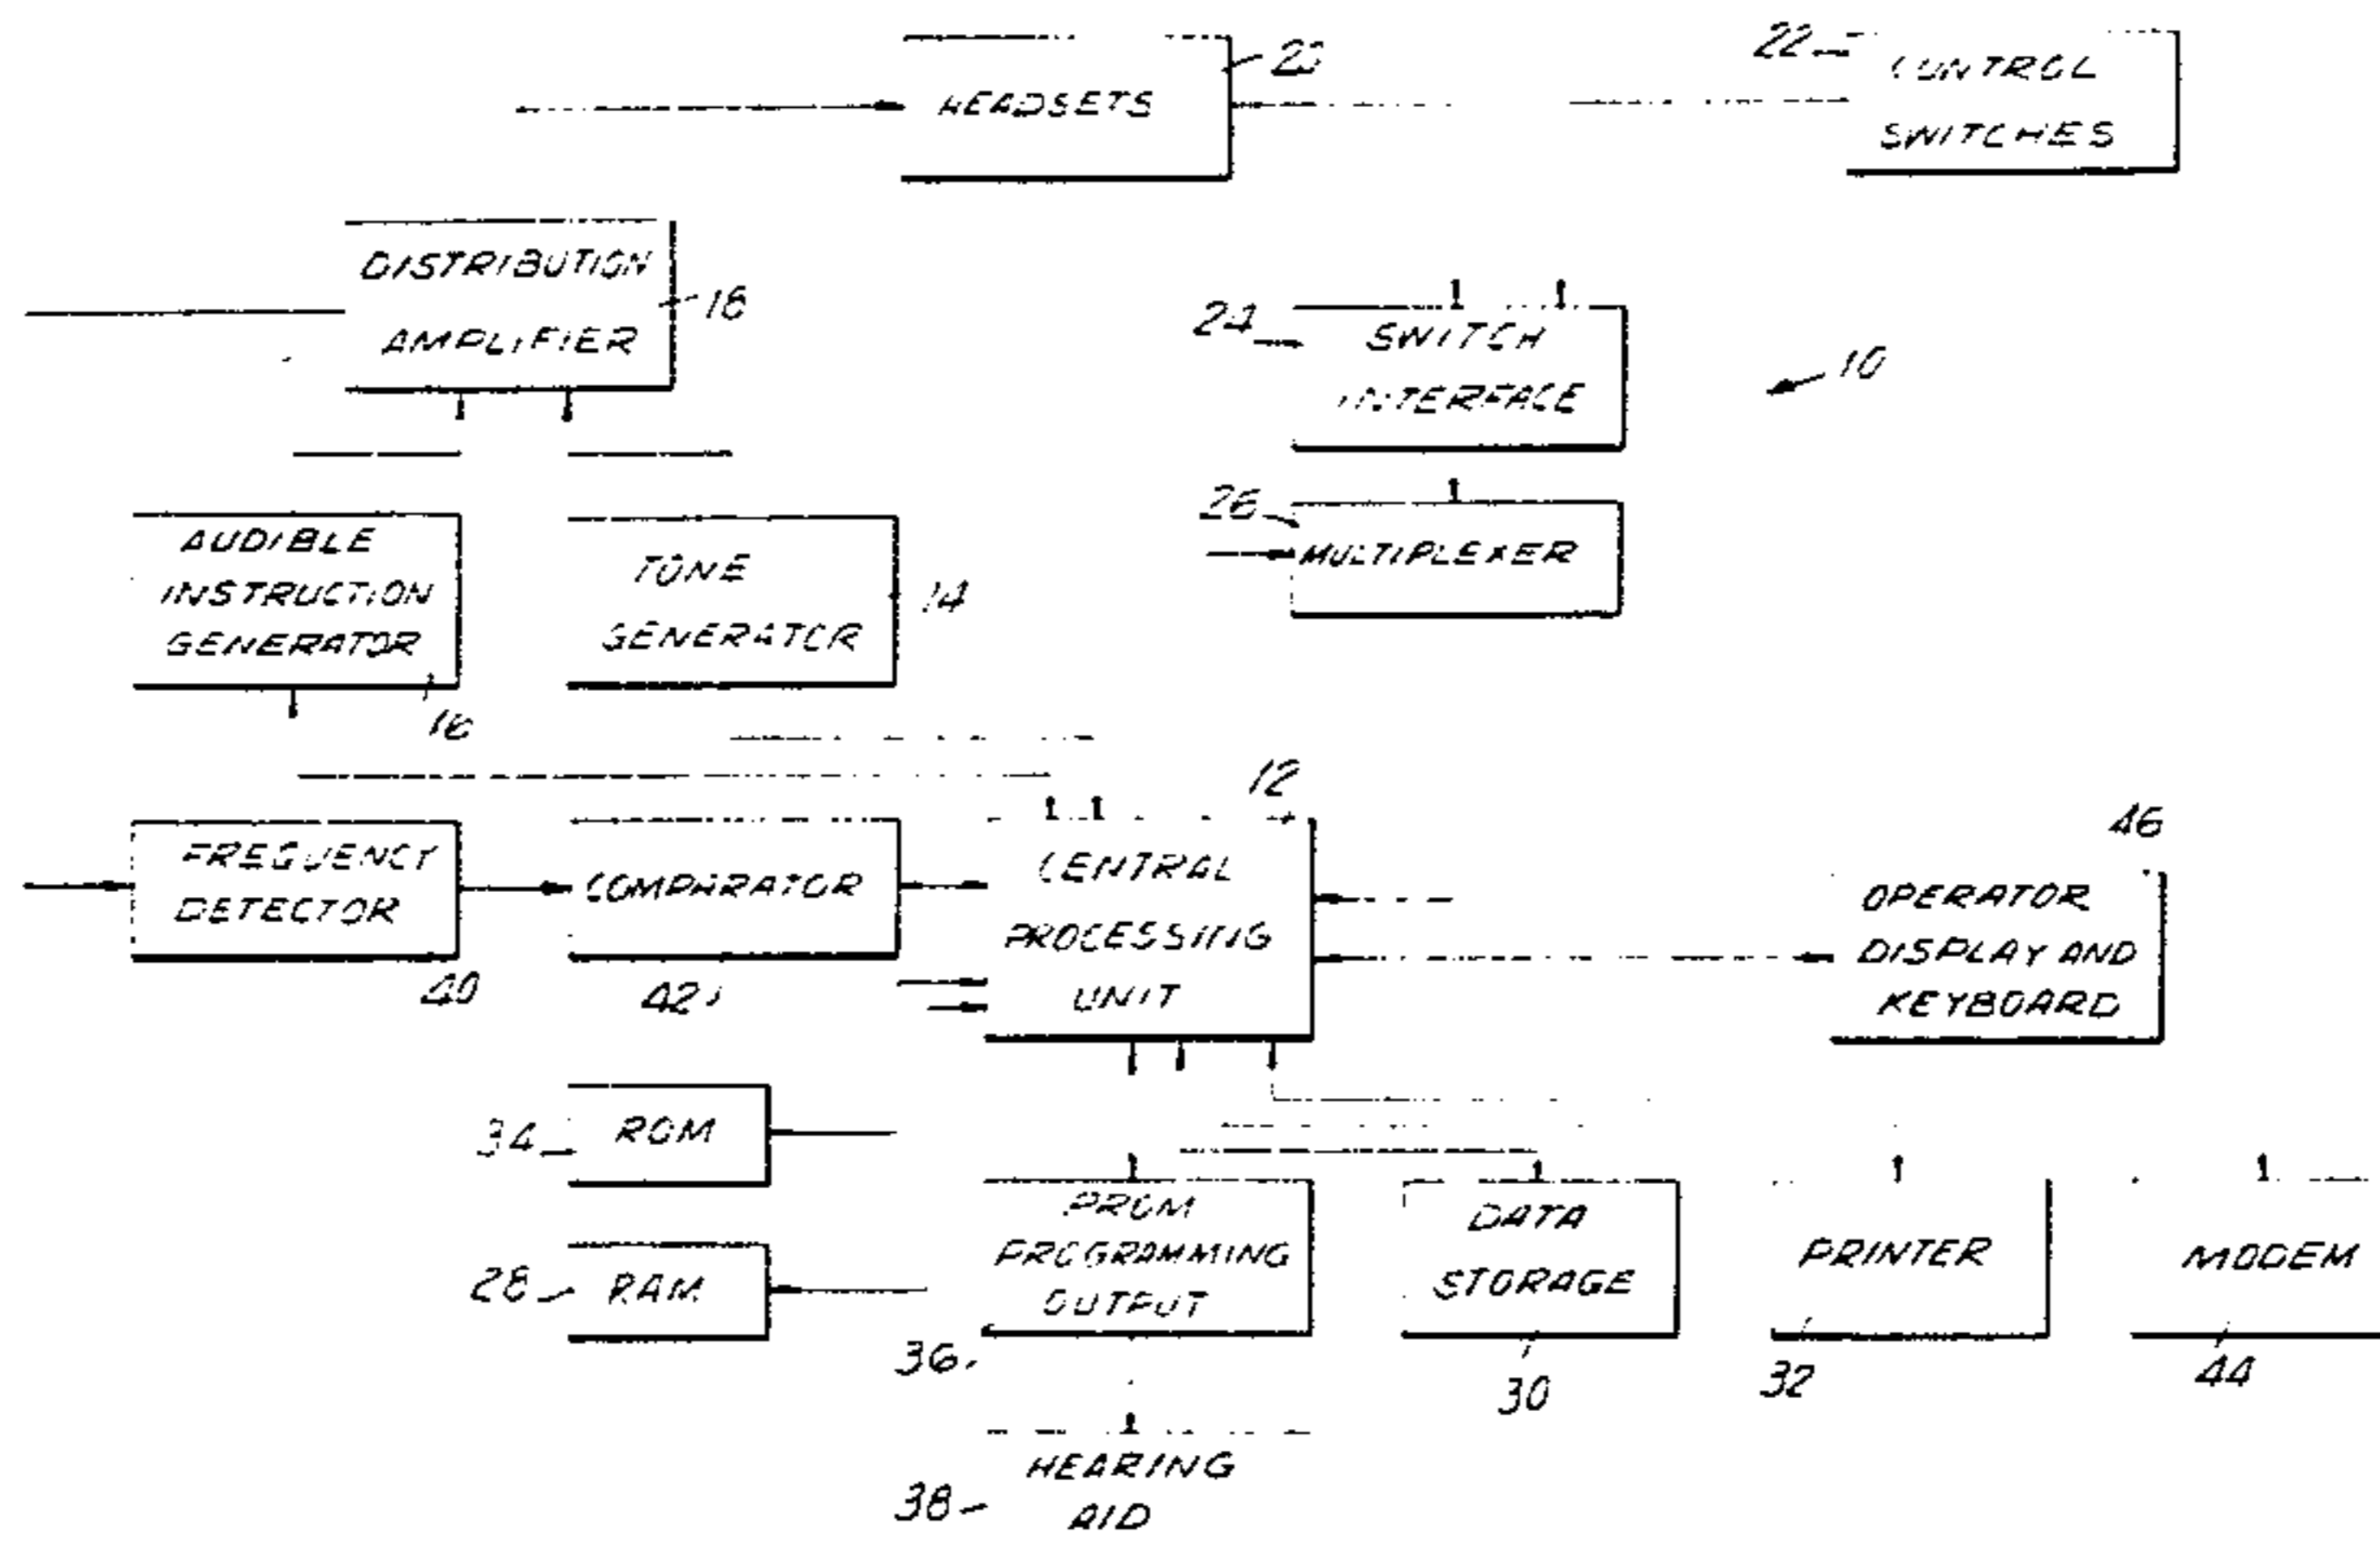 HEADSETS
22
CONTROL
SWITCHES
DISTRIBUTION
AMPLIFIER
18
24
SWITCH
INTERFACE
10
26
MULTIPLEXER
AUDIBLE
INSTRUCTION
GENERATOR
16
TONE
GENERATOR
14
12
CENTRAL
PROCESSING
UNIT
FREQUENCY
DETECTOR
40
COMPARATOR
42
46
OPERATOR
DISPLAY AND
KEYBOARD
34
ROM
28
RAM
PROM
PROGRAMMING
OUTPUT
36
DATA
STORAGE
30
PRINTER
32
MODEM
44
38
HEARING
AID